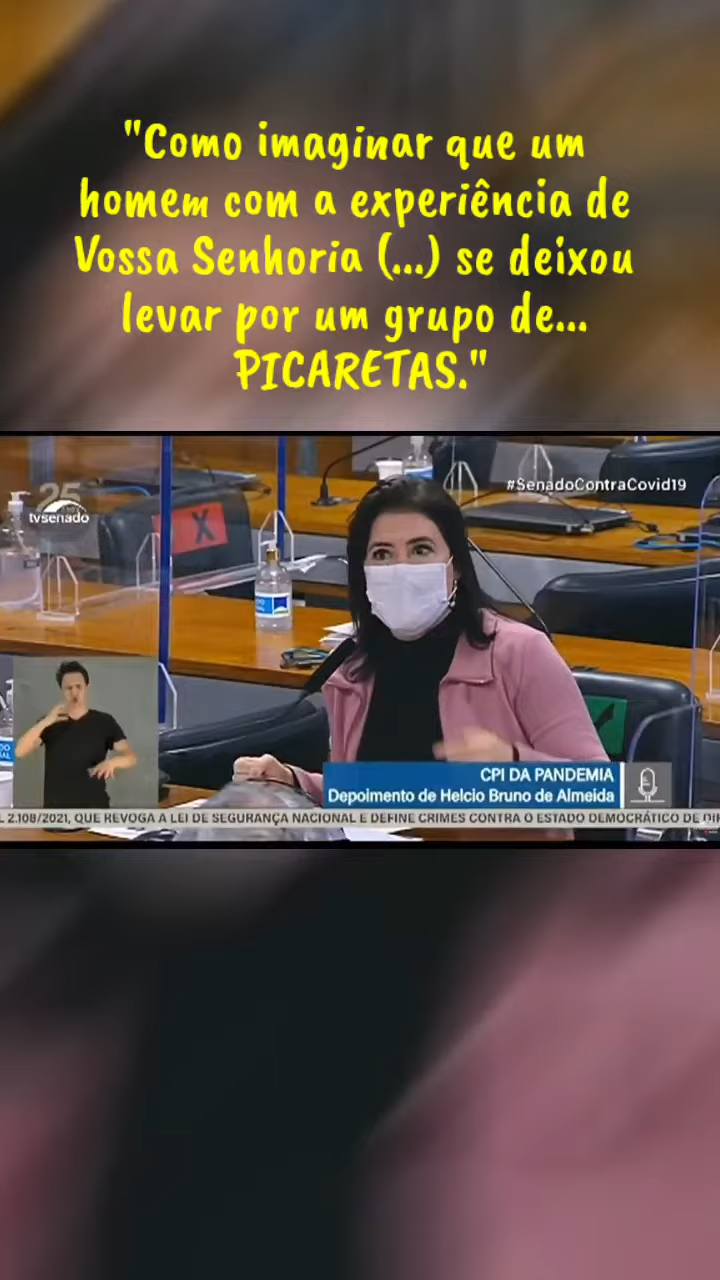 "Como imaginar que um
homem com a experiência de
Vossa Senhoria (...) se deixou
levar por um grupo de...
PICARETAS."
25
tvsenado
#SenadoContraCovid19
X
CPI DA PANDEMIA
Depoimento de Helcio Bruno de Almeida
2.108/2021, QUE REVOGA A LEI DE SEGURANÇA NACIONAL E DEFINE CRIMES CONTRA O ESTADO DEMOCRÁTICO DE